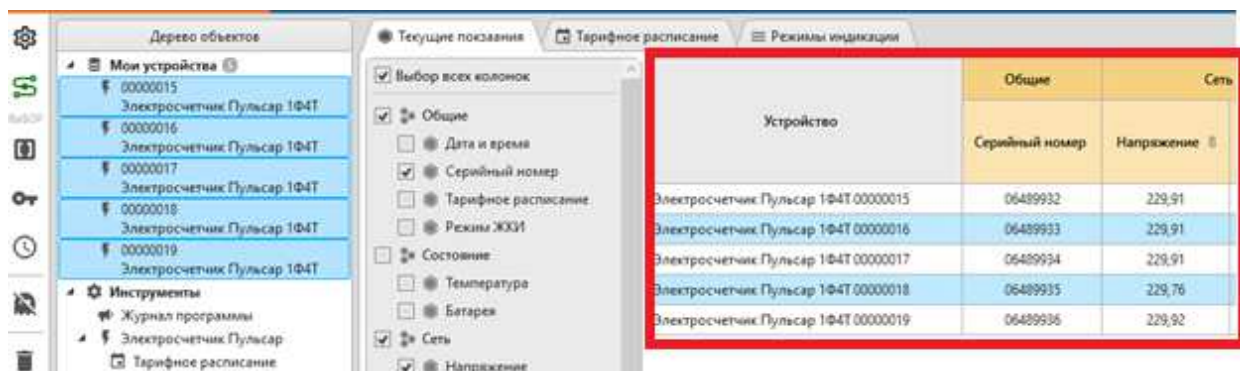 Дерево объектов
Мои устройства 5
00000015
Электросчетчик Пульсар 1Ф4Т
00000016
Электросчетчик Пульсар 1Ф4Т
00000017
Электросчетчик Пульсар 1Ф4Т
00000018
Электросчетчик Пульсар 1Ф4Т
00000019
Электросчетчик Пульсар 1Ф4Т
Инструменты
Журнал программы
Электросчетчик Пульсар
Тарифное расписание
Текущие показания
Тарифное расписание
Режимы индикации
Выбор всех колонок
Общие
Дата и время
Серийный номер
Тарифное расписание
Режим ЖКИ
Состояние
Температура
Батарея
Сеть
Напряжение
Устройство Общие Сеть
Серийный номер Напряжение
Электросчетчик Пульсар 1Ф4Т 00000015 06489932 229,91
Электросчетчик Пульсар 1Ф4Т 00000016 06489933 229,91
Электросчетчик Пульсар 1Ф4Т 00000017 06489934 229,91
Электросчетчик Пульсар 1Ф4Т 00000018 06489935 229,76
Электросчетчик Пульсар 1Ф4Т 00000019 06489936 229,92